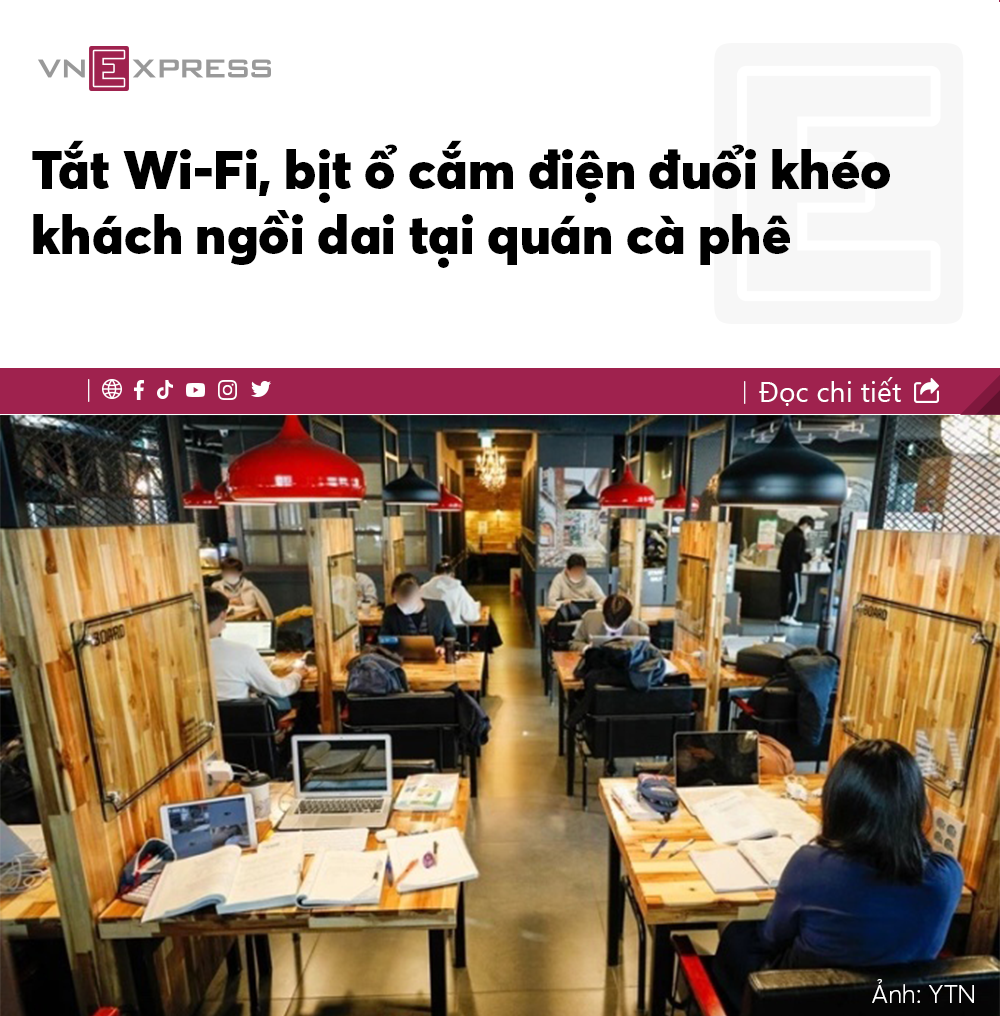 VNEXPRESS
Tắt Wi-Fi, bịt ổ cắm điện đuổi khéo
khách ngồi dai tại quán cà phê
Đọc chi tiết
BOARD
BOARD
Ảnh: YTN